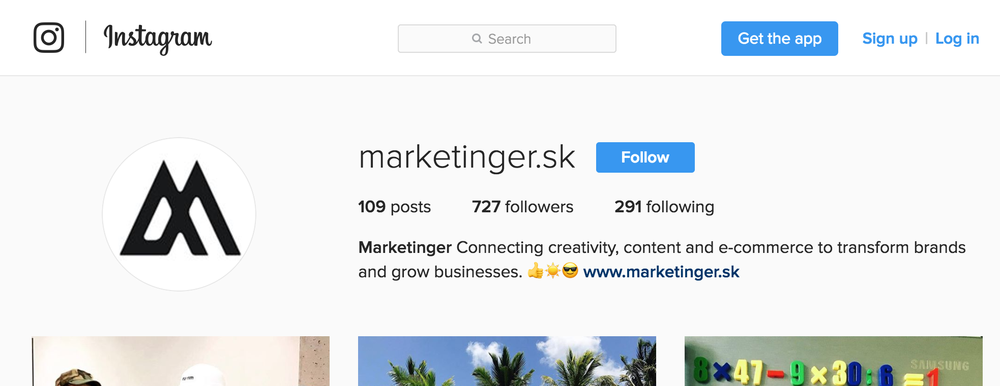 Instagram
Search
Get the app
Sign up | Log in
marketinger.sk
Follow
109 posts 727 followers 291 following
Marketinger Connecting creativity, content and e-commerce to transform brands
and grow businesses. 👍☀️😎 www.marketinger.sk
SAMSUNG
8×47-9×30:6=1